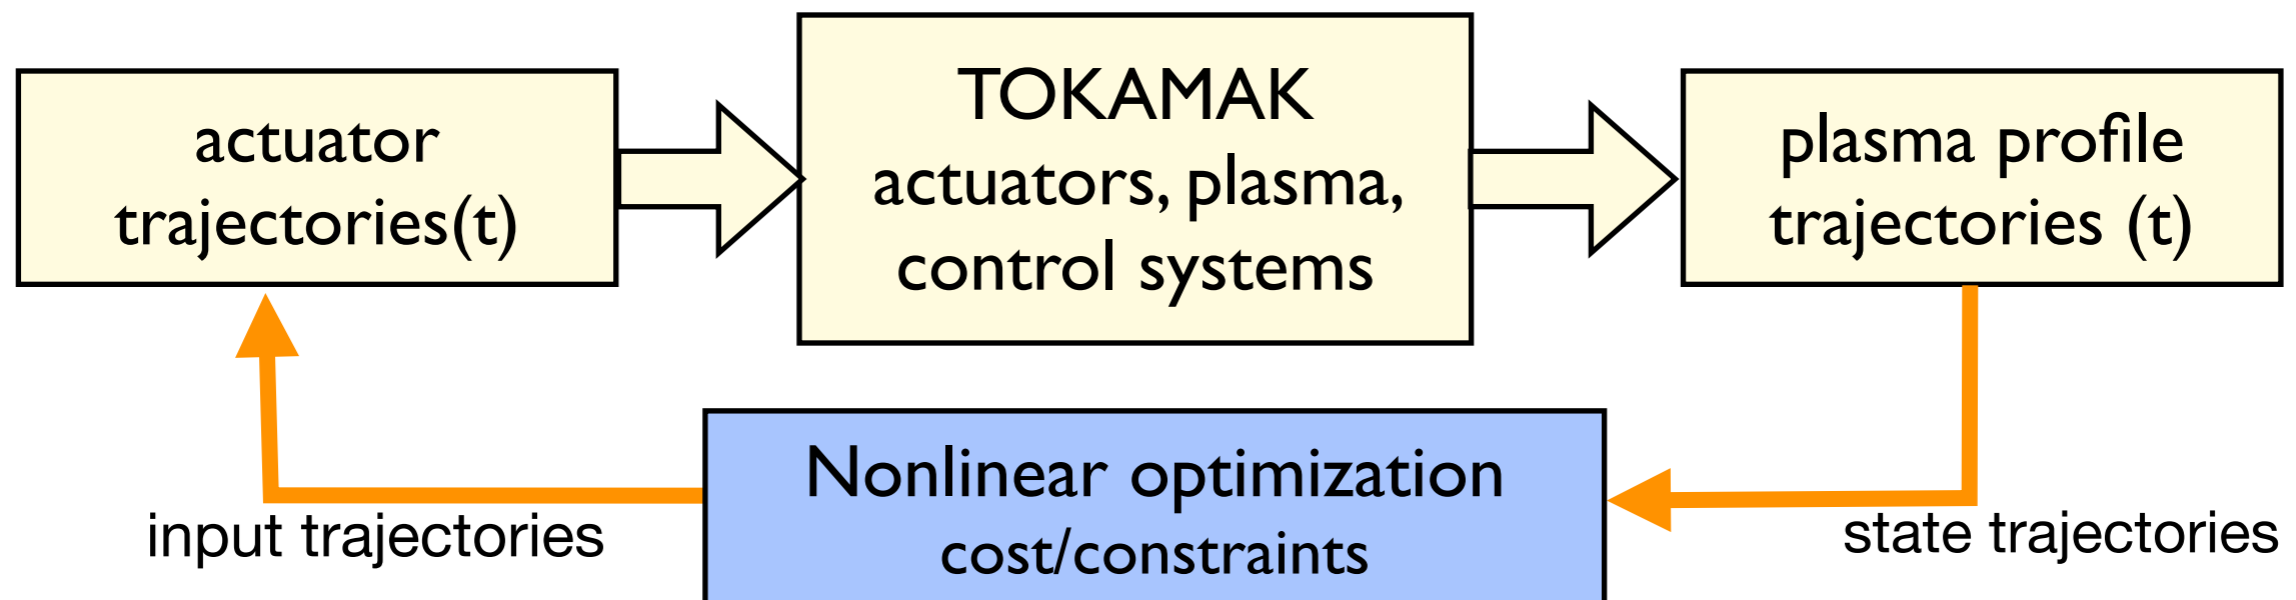 actuator
trajectories(t)
TOKAMAK
actuators, plasma,
control systems
plasma profile
trajectories (t)
Nonlinear optimization
cost/constraints
input trajectories
state trajectories